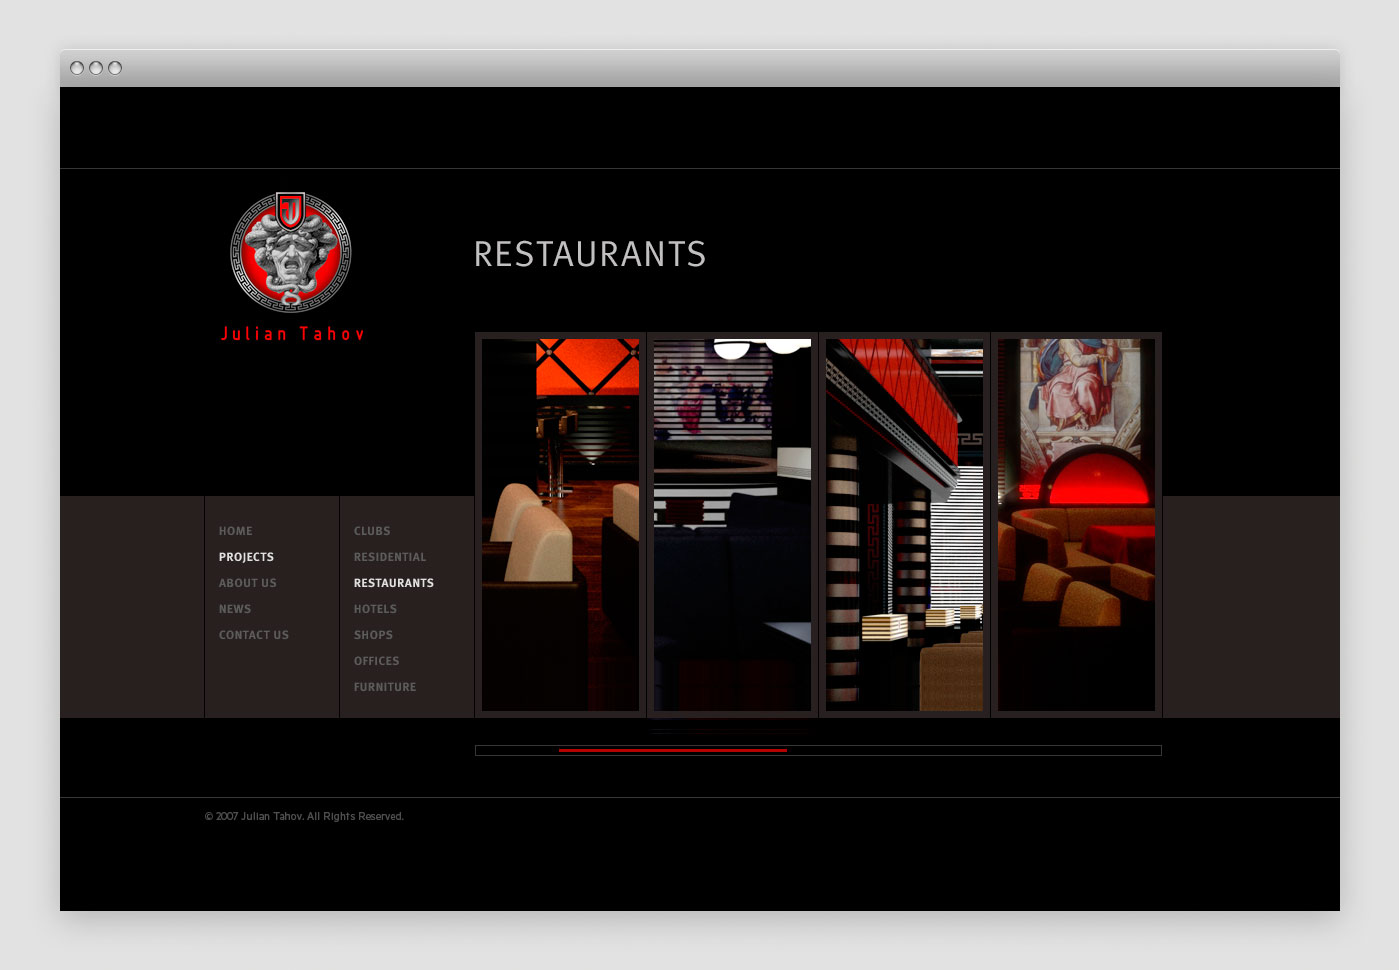 Julian Tahov
RESTAURANTS
HOME
PROJECTS
ABOUT US
NEWS
CONTACT US
CLUBS
RESIDENTIAL
RESTAURANTS
HOTELS
SHOPS
OFFICES
FURNITURE
© 2007 Julian Tahov. All Rights Reserved.